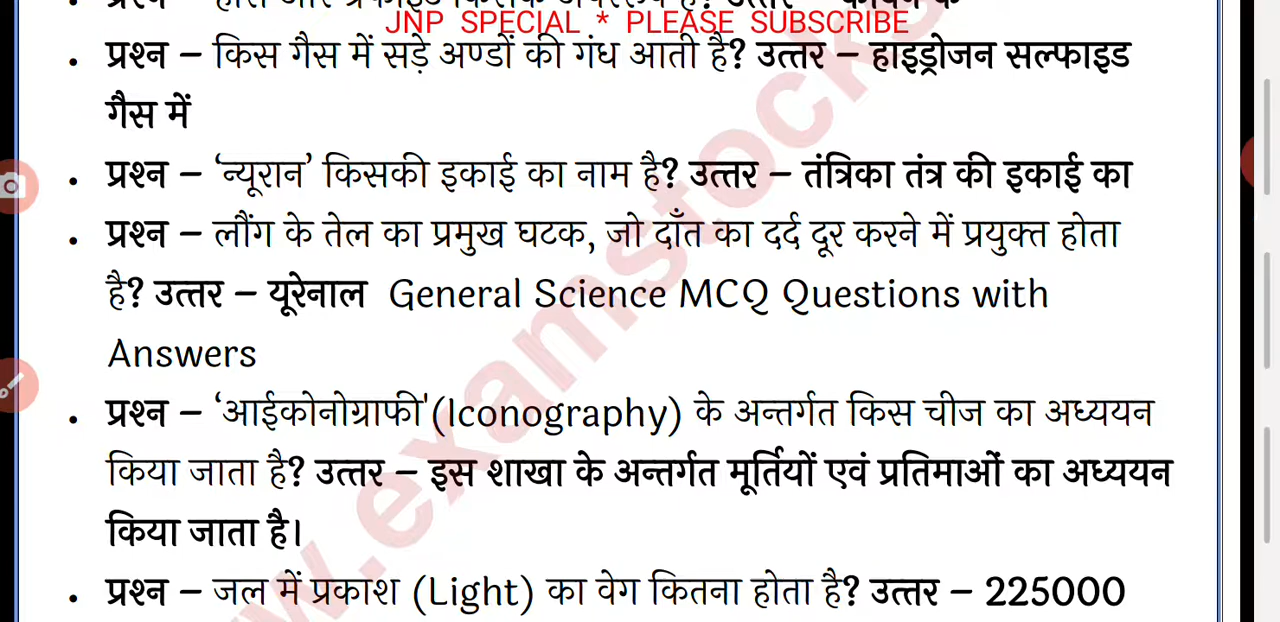 JNP SPECIAL * PLEASE SUBSCRIBE
• प्रश्न – किस गैस में सड़े अण्डों की गंध आती है? उत्तर – हाइड्रोजन सल्फाइड
गैस में
• प्रश्न – ‘न्यूरान’ किसकी इकाई का नाम है? उत्तर – तंत्रिका तंत्र की इकाई का
• प्रश्न – लौंग के तेल का प्रमुख घटक, जो दाँत का दर्द दूर करने में प्रयुक्त होता
है? उत्तर – यूरेनाल General Science MCQ Questions with
Answers
• प्रश्न – ‘आईकोनोग्राफी'(Iconography) के अन्तर्गत किस चीज का अध्ययन
किया जाता है? उत्तर – इस शाखा के अन्तर्गत मूर्तियों एवं प्रतिमाओं का अध्ययन
किया जाता है।
• प्रश्न – जल में प्रकाश (Light) का वेग कितना होता है? उत्तर – 225000
w.examstocks